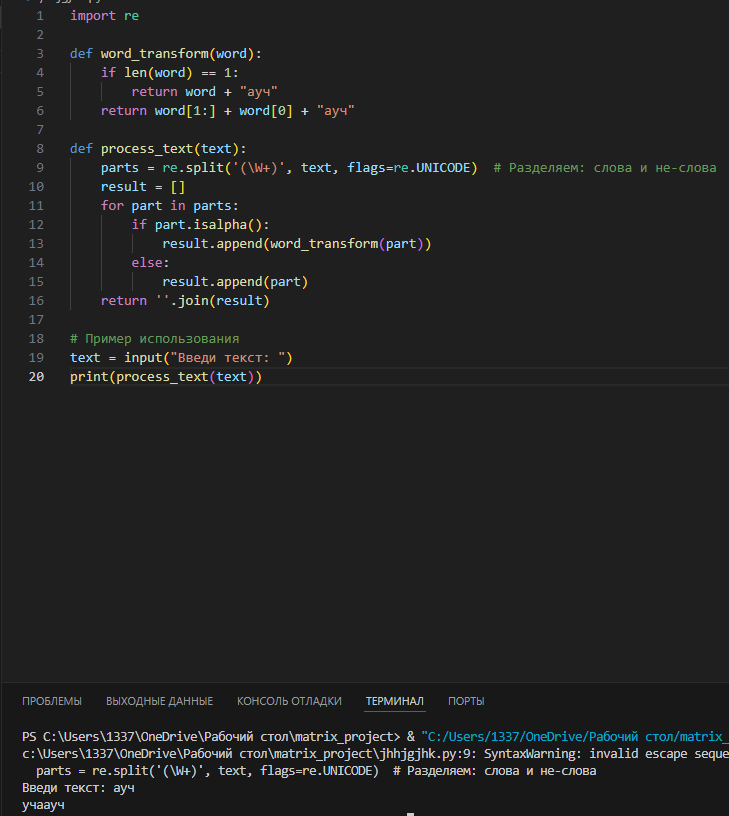 1 import re
2
3 def word_transform(word):
4     if len(word) == 1:
5         return word + "ауч"
6     return word[1:] + word[0] + "ауч"
7
8 def process_text(text):
9     parts = re.split('(\W+)', text, flags=re.UNICODE)  # Разделяем: слова и не-слова
10     result = []
11     for part in parts:
12         if part.isalpha():
13             result.append(word_transform(part))
14         else:
15             result.append(part)
16     return ''.join(result)
17
18 # Пример использования
19 text = input("Введи текст: ")
20 print(process_text(text))
ПРОБЛЕМЫ ВЫХОДНЫЕ ДАННЫЕ КОНСОЛЬ ОТЛАДКИ ТЕРМИНАЛ ПОРТЫ
PS C:\Users\1337\OneDrive\Рабочий стол\matrix_project> & "C:/Users/1337/OneDrive/Рабочий стол/matrix_
c:\Users\1337\OneDrive\Рабочий стол\matrix_project\jhhjgjhk.py:9: SyntaxWarning: invalid escape seque
  parts = re.split('(\W+)', text, flags=re.UNICODE)  # Разделяем: слова и не-слова
Введи текст: ауч
учаауч